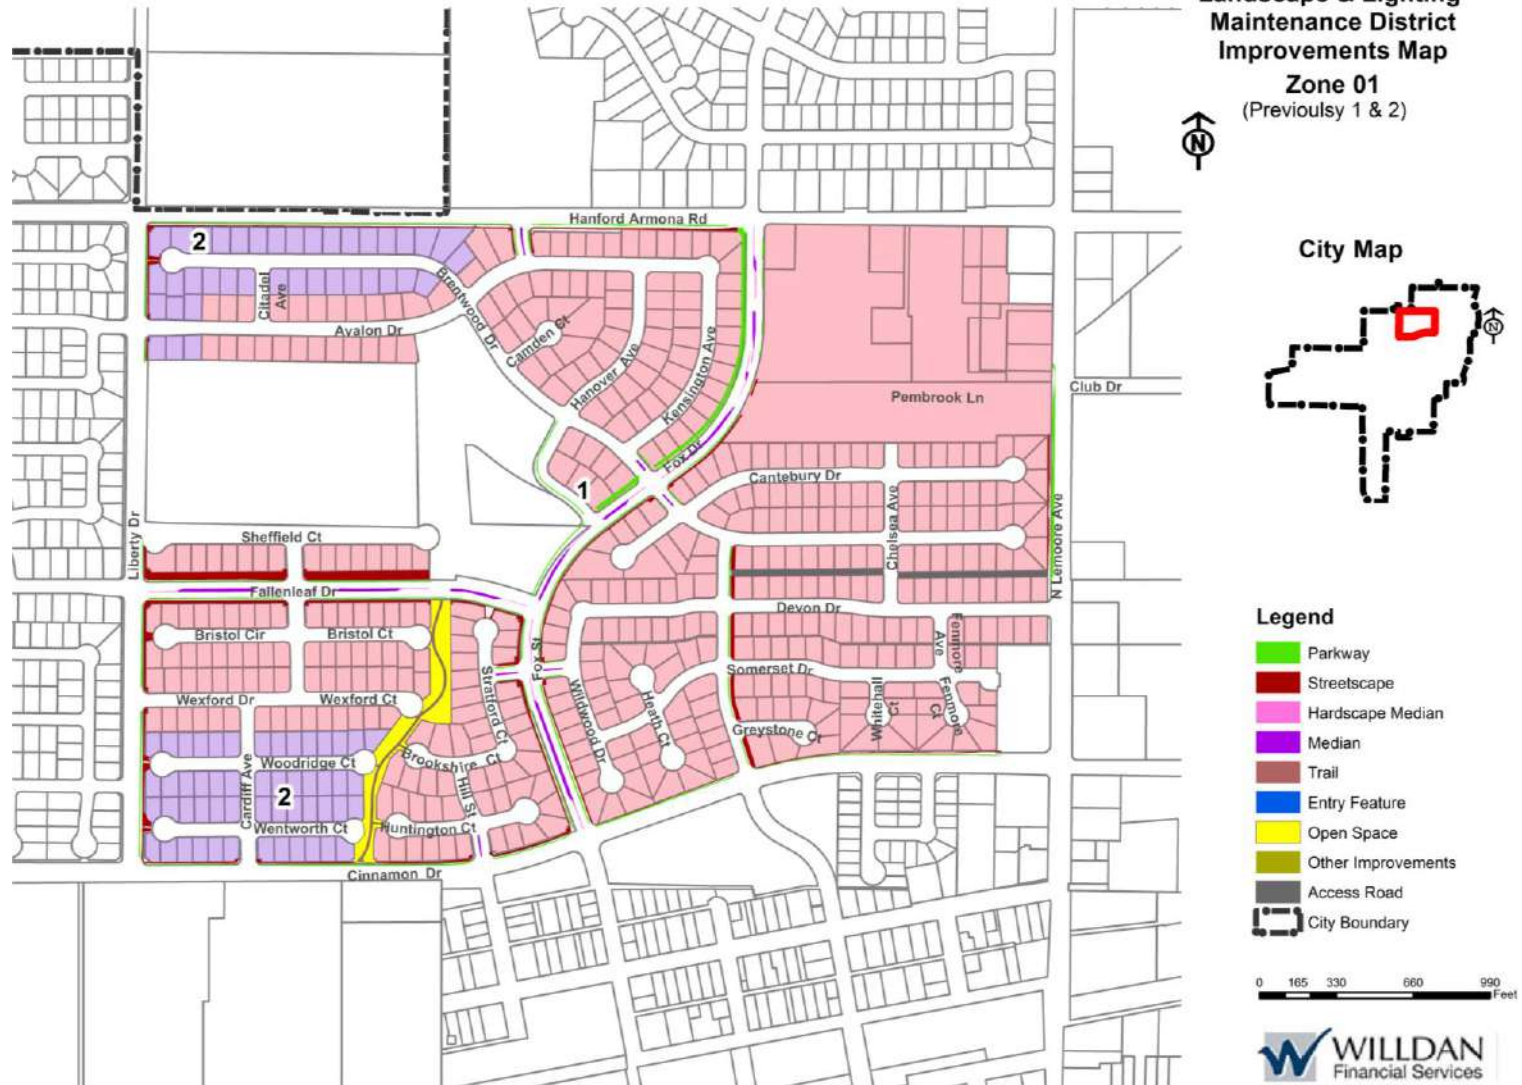 Landscape & Lighting
Maintenance District
Improvements Map
Zone 01
(Previoulsy 1 & 2)
N
City Map
N
Hanford Armona Rd
2
Citadel
Ave
Brentwood Dr
Avalon Dr
Camden Ct
Hanover Ave
Kensington Ave
Pembrook Ln
Club Dr
Fox Dr
1
Cantebury Dr
Chelsea Ave
N Lemoore Ave
Liberty Dr
Sheffield Ct
Fallenleaf Dr
Devon Dr
Bristol Cir
Bristol Ct
Fox St
Fenmore
Ave
Stratford Ct
Somerset Dr
Wexford Dr
Wexford Ct
Wildwood Dr
Heath Ct
Whitehall
Ct
Fenmore
Ct
Greystone Ct
Woodridge Ct
Brookshire Ct
Cardiff Ave
2
Hill St
Wentworth Ct
Huntington Ct
Cinnamon Dr
Legend
Parkway
Streetscape
Hardscape Median
Median
Trail
Entry Feature
Open Space
Other Improvements
Access Road
City Boundary
0 165 330 660 990
Feet
WILLDAN
Financial Services